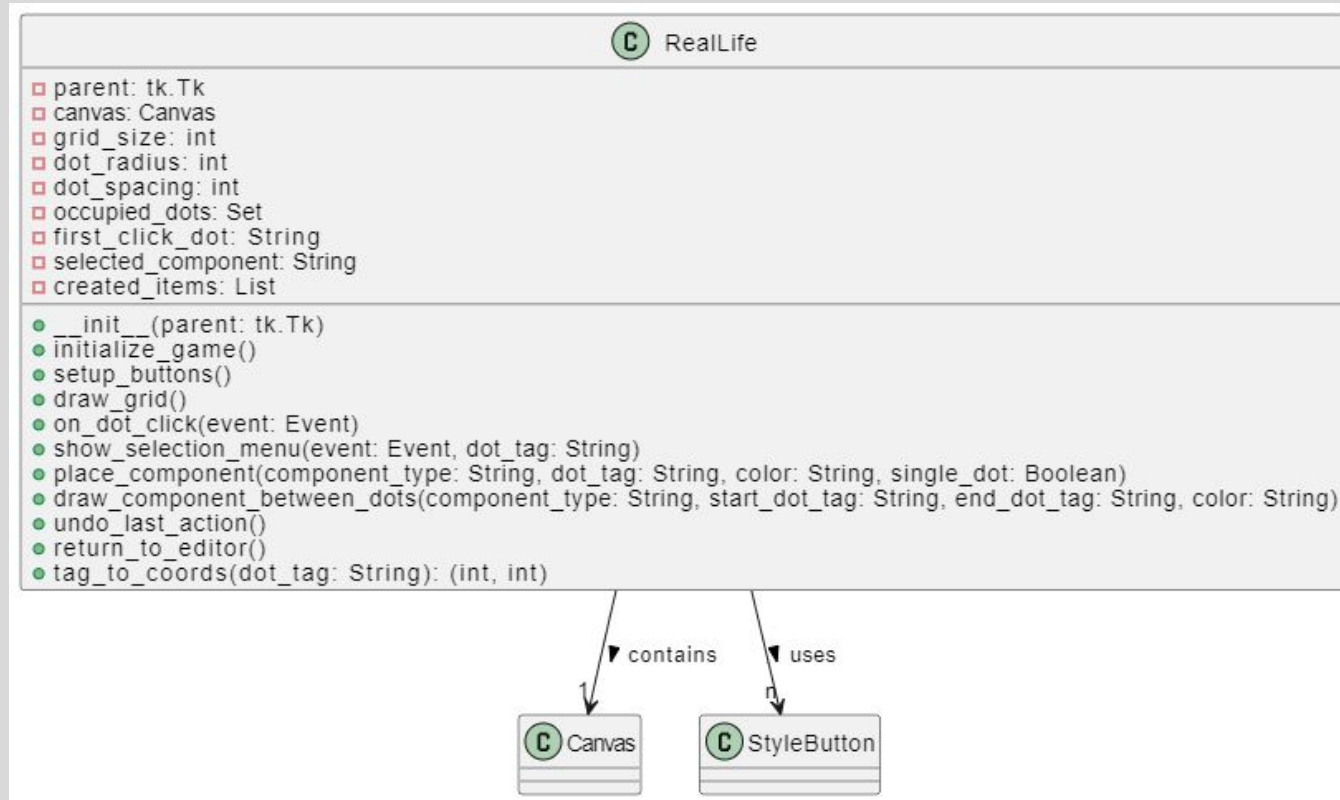 C RealLife
parent: tk.Tk
canvas: Canvas
grid_size: int
dot_radius: int
dot_spacing: int
occupied_dots: Set
first_click_dot: String
selected_component: String
created_items: List
__init__(parent: tk.Tk)
initialize_game()
setup_buttons()
draw_grid()
on_dot_click(event: Event)
show_selection_menu(event: Event, dot_tag: String)
place_component(component_type: String, dot_tag: String, color: String, single_dot: Boolean)
draw_component_between_dots(component_type: String, start_dot_tag: String, end_dot_tag: String, color: String)
undo_last_action()
return_to_editor()
tag_to_coords(dot_tag: String): (int, int)
contains uses
1 n
C Canvas C StyleButton